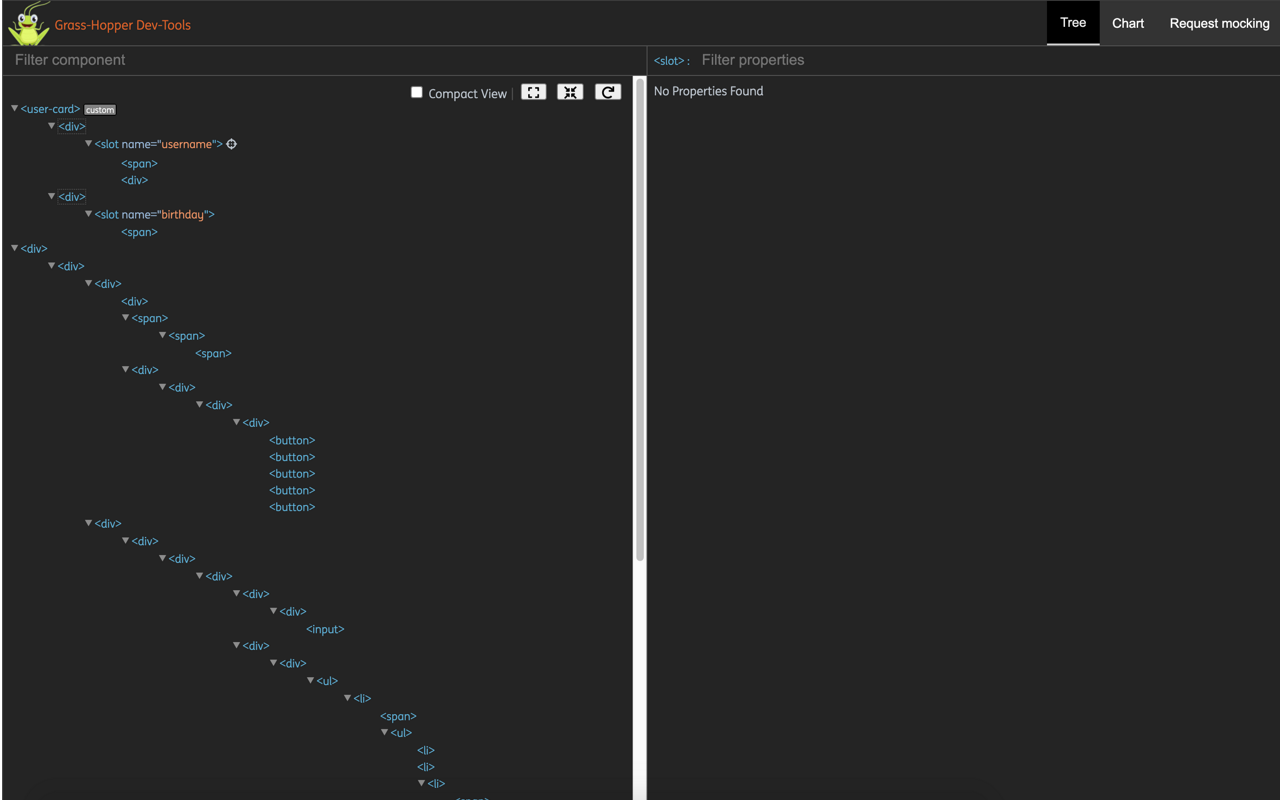 Grass-Hopper Dev-Tools
Tree Chart Request mocking
Filter component
<slot> : Filter properties
Compact View |
No Properties Found
<user-card> custom
<div>
<slot name="username">
<span>
<div>
<div>
<slot name="birthday">
<span>
<div>
<div>
<div>
<div>
<span>
<span>
<span>
<div>
<div>
<div>
<div>
<button>
<button>
<button>
<button>
<button>
<div>
<div>
<div>
<div>
<div>
<div>
<input>
<div>
<div>
<ul>
<li>
<span>
<ul>
<li>
<li>
<li>